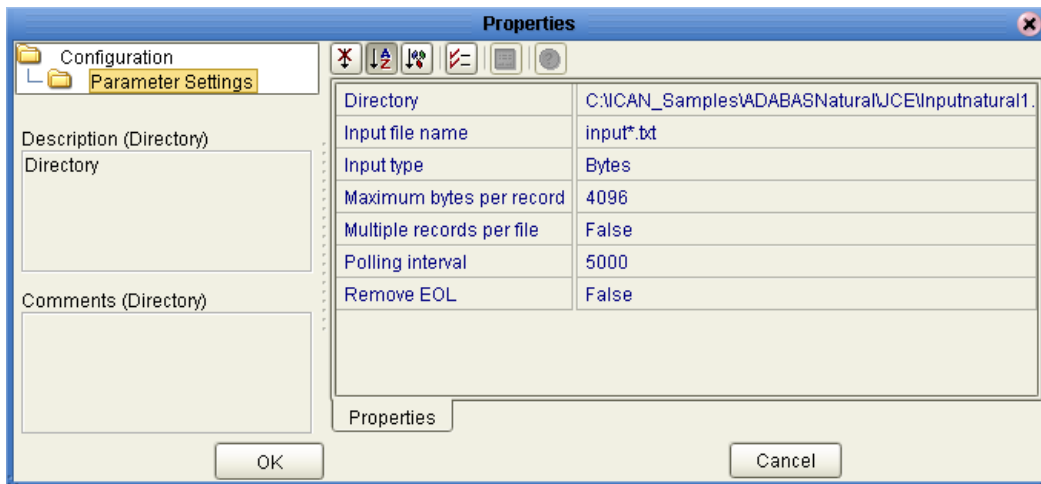 Properties
Configuration
Parameter Settings
Description (Directory)
Directory
Comments (Directory)
Directory C:\ICAN_Samples\ADABASNatural\JCE\Inputnatural1.
Input file name input*.txt
Input type Bytes
Maximum bytes per record 4096
Multiple records per file False
Polling interval 5000
Remove EOL False
Properties
OK Cancel